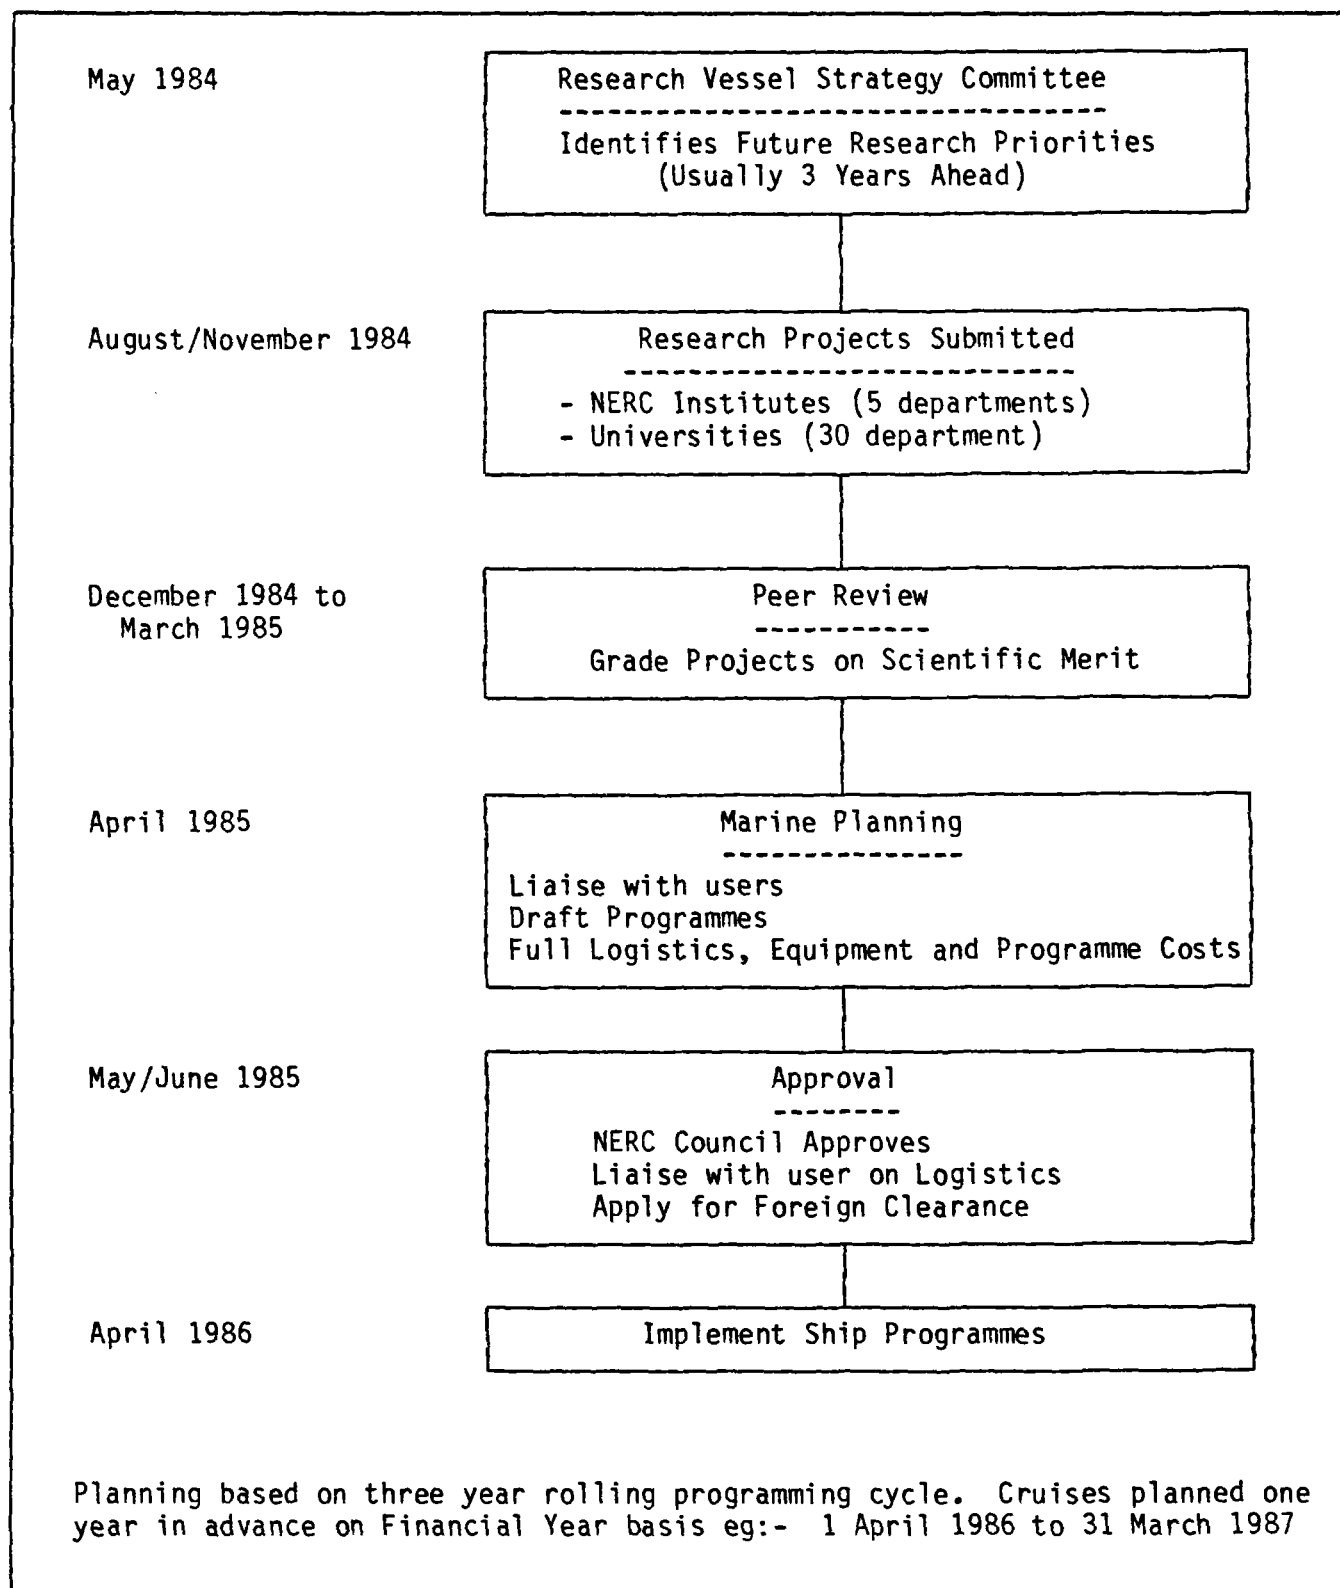 May 1984
Research Vessel Strategy Committee
Identifies Future Research Priorities
(Usually 3 Years Ahead)
August/November 1984
Research Projects Submitted
- NERC Institutes (5 departments)
- Universities (30 department)
December 1984 to
March 1985
Peer Review
Grade Projects on Scientific Merit
April 1985
Marine Planning
Liaise with users
Draft Programmes
Full Logistics, Equipment and Programme Costs
May/June 1985
Approval
NERC Council Approves
Liaise with user on Logistics
Apply for Foreign Clearance
April 1986
Implement Ship Programmes
Planning based on three year rolling programming cycle. Cruises planned one
year in advance on Financial Year basis eg:- 1 April 1986 to 31 March 1987